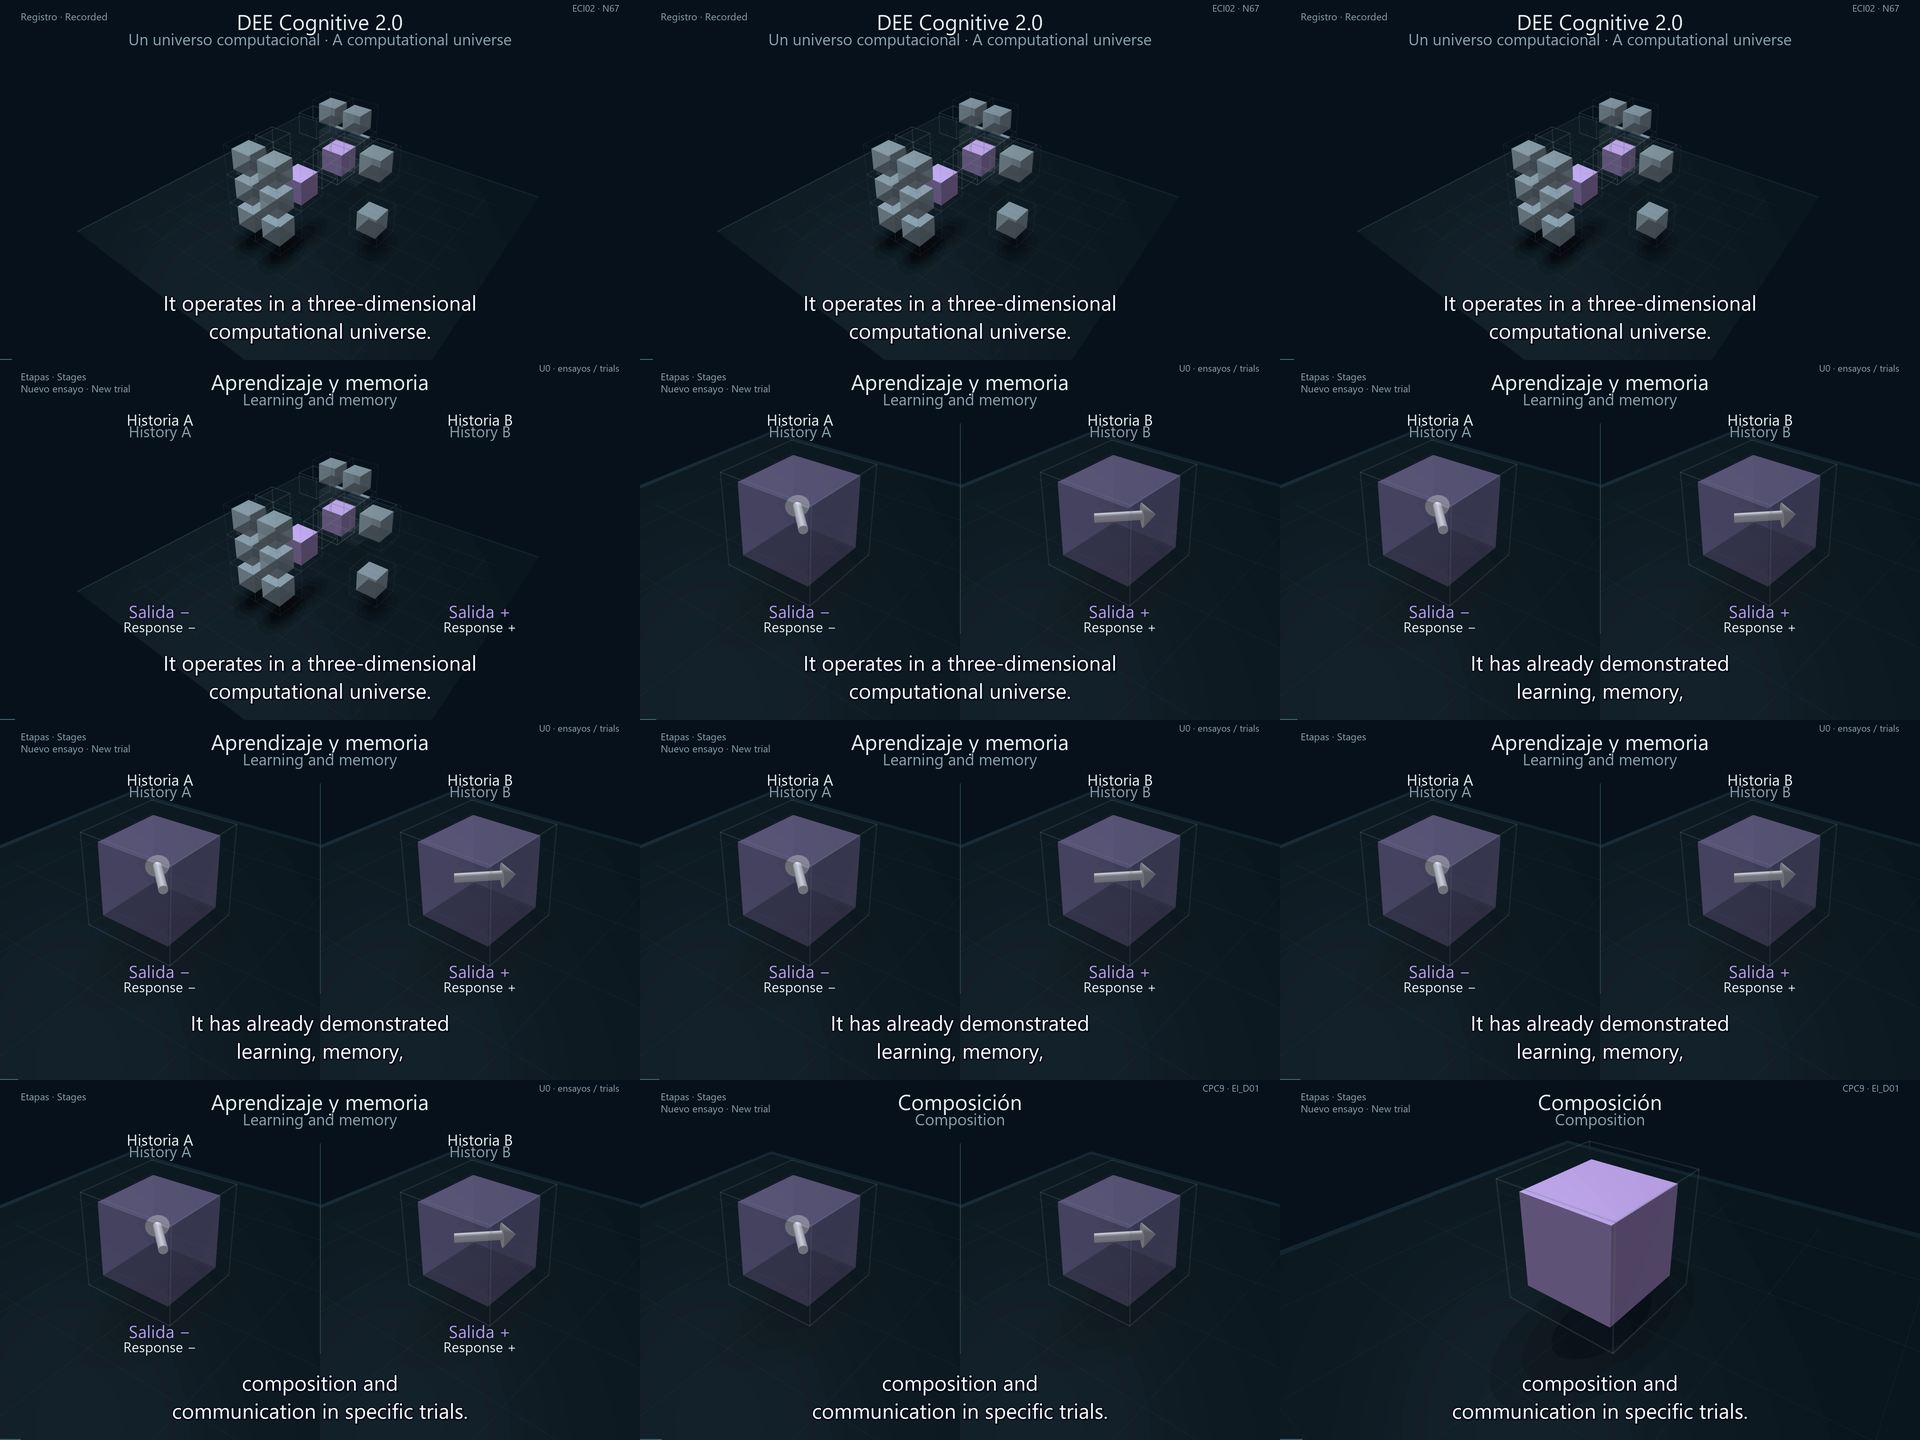 Registro · Recorded
ECI02 · N67
DEE Cognitive 2.0
Un universo computacional · A computational universe
It operates in a three-dimensional
computational universe.
Registro · Recorded
ECI02 · N67
DEE Cognitive 2.0
Un universo computacional · A computational universe
It operates in a three-dimensional
computational universe.
Registro · Recorded
ECI02 · N67
DEE Cognitive 2.0
Un universo computacional · A computational universe
It operates in a three-dimensional
computational universe.
Etapas · Stages
Nuevo ensayo · New trial
U0 · ensayos / trials
Aprendizaje y memoria
Learning and memory
Historia A
History A
Historia B
History B
Salida −
Response −
Salida +
Response +
It operates in a three-dimensional
computational universe.
Etapas · Stages
Nuevo ensayo · New trial
U0 · ensayos / trials
Aprendizaje y memoria
Learning and memory
Historia A
History A
Historia B
History B
Salida −
Response −
Salida +
Response +
It operates in a three-dimensional
computational universe.
Etapas · Stages
Nuevo ensayo · New trial
U0 · ensayos / trials
Aprendizaje y memoria
Learning and memory
Historia A
History A
Historia B
History B
Salida −
Response −
Salida +
Response +
It has already demonstrated
learning, memory,
Etapas · Stages
Nuevo ensayo · New trial
U0 · ensayos / trials
Aprendizaje y memoria
Learning and memory
Historia A
History A
Historia B
History B
Salida −
Response −
Salida +
Response +
It has already demonstrated
learning, memory,
Etapas · Stages
Nuevo ensayo · New trial
U0 · ensayos / trials
Aprendizaje y memoria
Learning and memory
Historia A
History A
Historia B
History B
Salida −
Response −
Salida +
Response +
It has already demonstrated
learning, memory,
Etapas · Stages
U0 · ensayos / trials
Aprendizaje y memoria
Learning and memory
Historia A
History A
Historia B
History B
Salida −
Response −
Salida +
Response +
It has already demonstrated
learning, memory,
Etapas · Stages
U0 · ensayos / trials
Aprendizaje y memoria
Learning and memory
Historia A
History A
Historia B
History B
Salida −
Response −
Salida +
Response +
composition and
communication in specific trials.
Etapas · Stages
Nuevo ensayo · New trial
CPC9 · EI_D01
Composición
Composition
composition and
communication in specific trials.
Etapas · Stages
Nuevo ensayo · New trial
CPC9 · EI_D01
Composición
Composition
composition and
communication in specific trials.